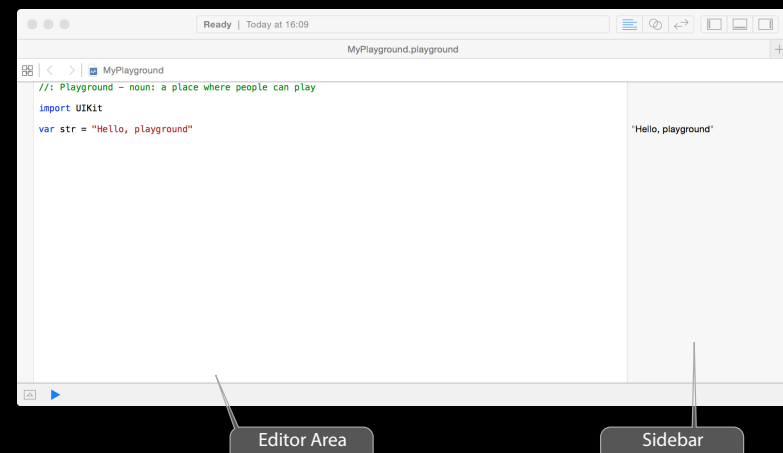 Ready | Today at 16:09
MyPlayground.playground
MyPlayground
//: Playground - noun: a place where people can play
import UIKit
var str = "Hello, playground"
"Hello, playground"
Editor Area
Sidebar